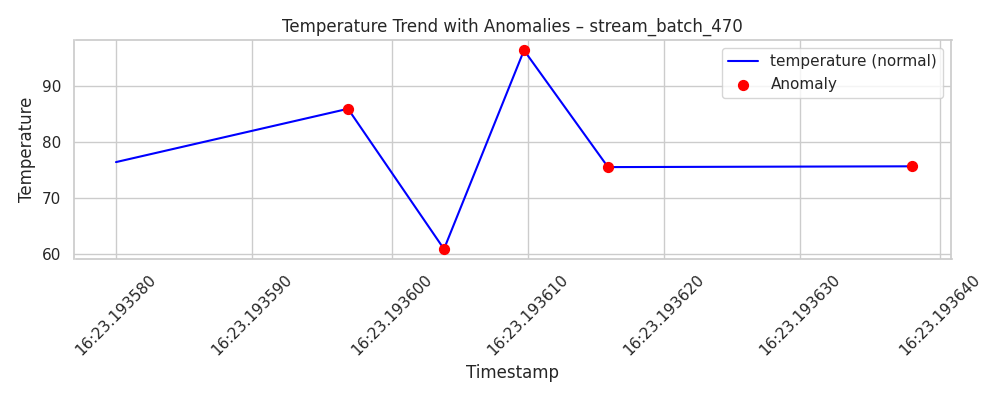 Temperature Trend with Anomalies – stream_batch_470
temperature (normal)
Anomaly
Temperature
90
80
70
60
16:23.193580
16:23.193590
16:23.193600
16:23.193610
16:23.193620
16:23.193630
16:23.193640
Timestamp